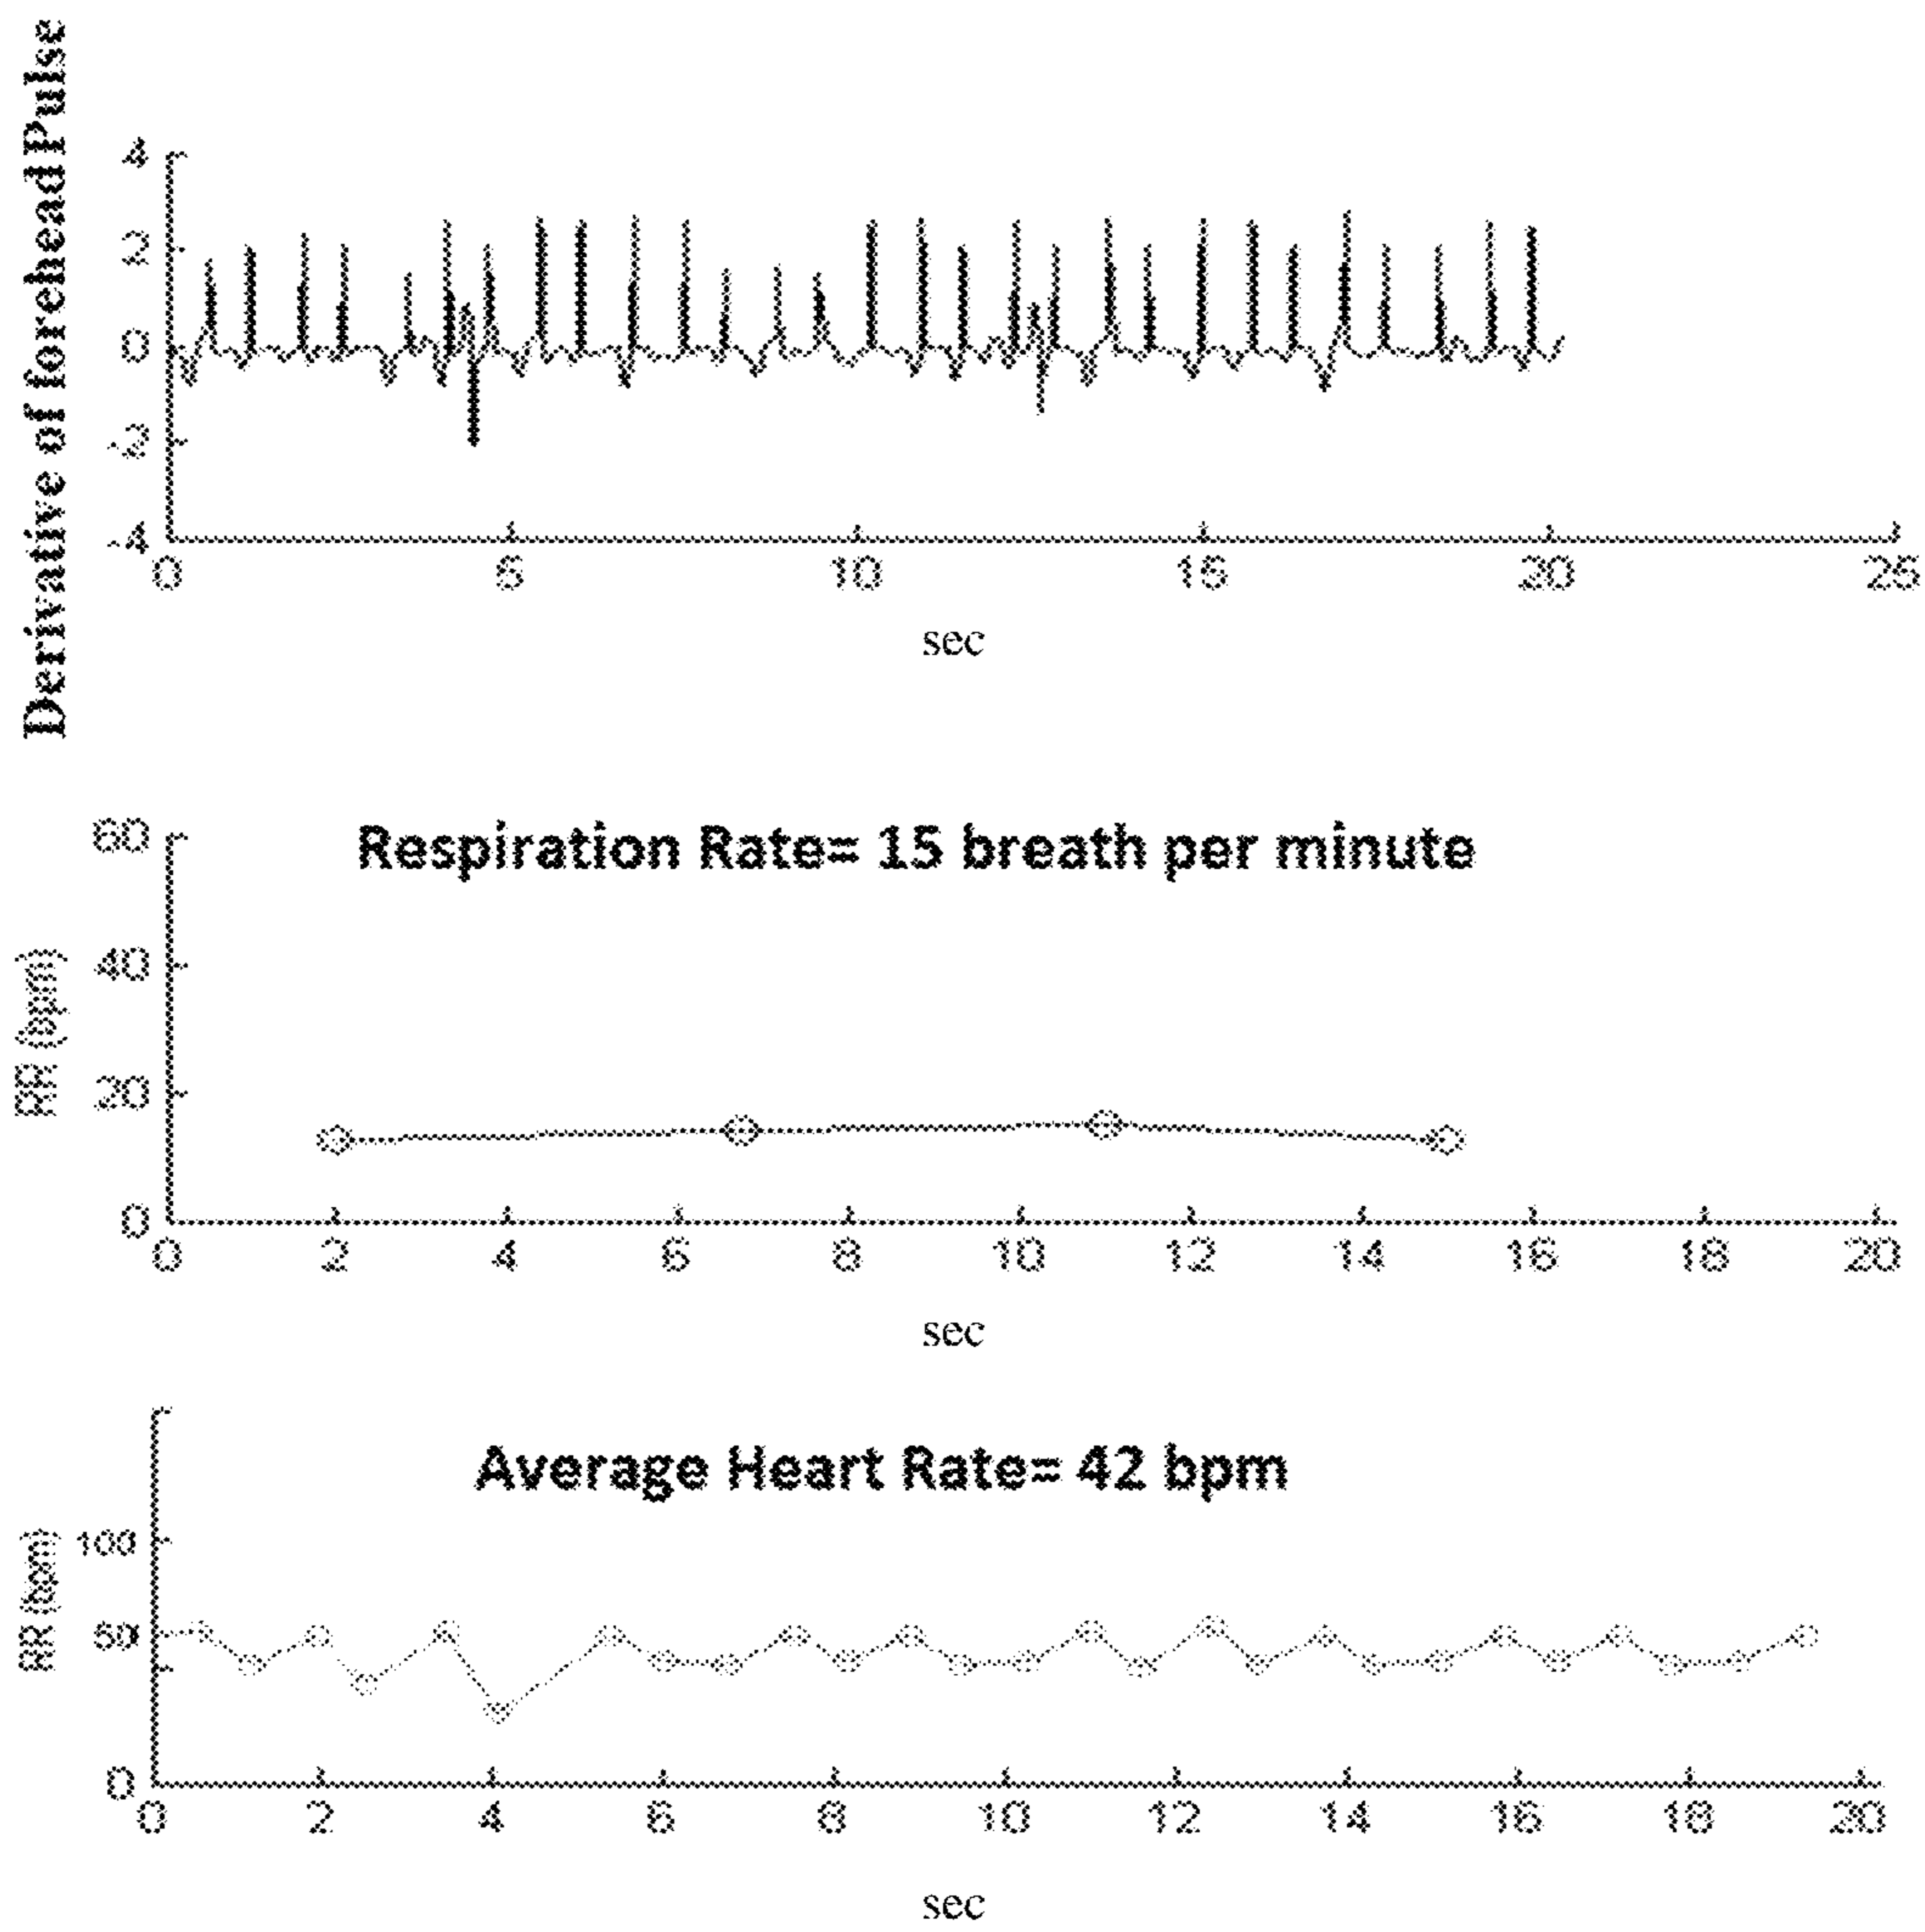 Derivative of forehead Pulse
4
2
0
-2
-4
0 5 10 15 20 25
sec
Respiration Rate= 15 breath per minute
RR (bpm)
60
40
20
0
0 2 4 6 8 10 12 14 16 18 20
sec
Average Heart Rate= 42 bpm
RR (bpm)
100
50
0
0 2 4 6 8 10 12 14 16 18 20
sec